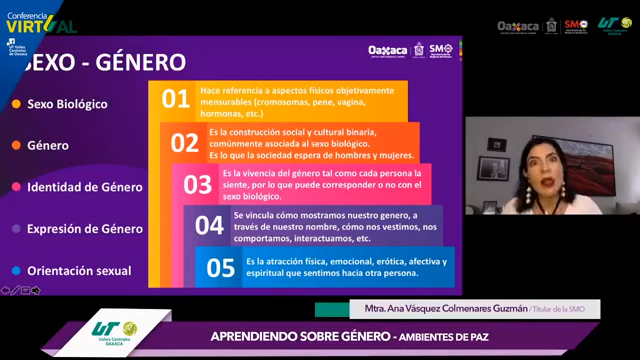 Conferencia
VIRTUAL
UT Valles Centrales
de Oaxaca
SEXO - GÉNERO
Oaxaca
SMO
Oaxaca
SMO
UT
Sexo Biológico
Género
Identidad de Género
Expresión de Género
Orientación sexual
01
Hace referencia a aspectos físicos objetivamente
mensurables (cromosomas, pene, vagina,
hormonas, etc.)
02
Es la construcción social y cultural binaria,
comúnmente asociada al sexo biológico.
Es lo que la sociedad espera de hombres y mujeres.
03
Es la vivencia del género tal como cada persona la
siente, por lo que puede corresponder o no con el
sexo biológico.
04
Se vincula cómo mostramos nuestro genero, a
través de nuestro nombre, cómo nos vestimos, nos
comportamos, interactuamos, etc.
05
Es la atracción física, emocional, erótica, afectiva y
espiritual que sentimos hacia otra persona.
Mtra. Ana Vásquez Colmenares Guzmán / Titular de la SMO
UT
Valles Centrales
OAXACA
APRENDIENDO SOBRE GÉNERO - AMBIENTES DE PAZ